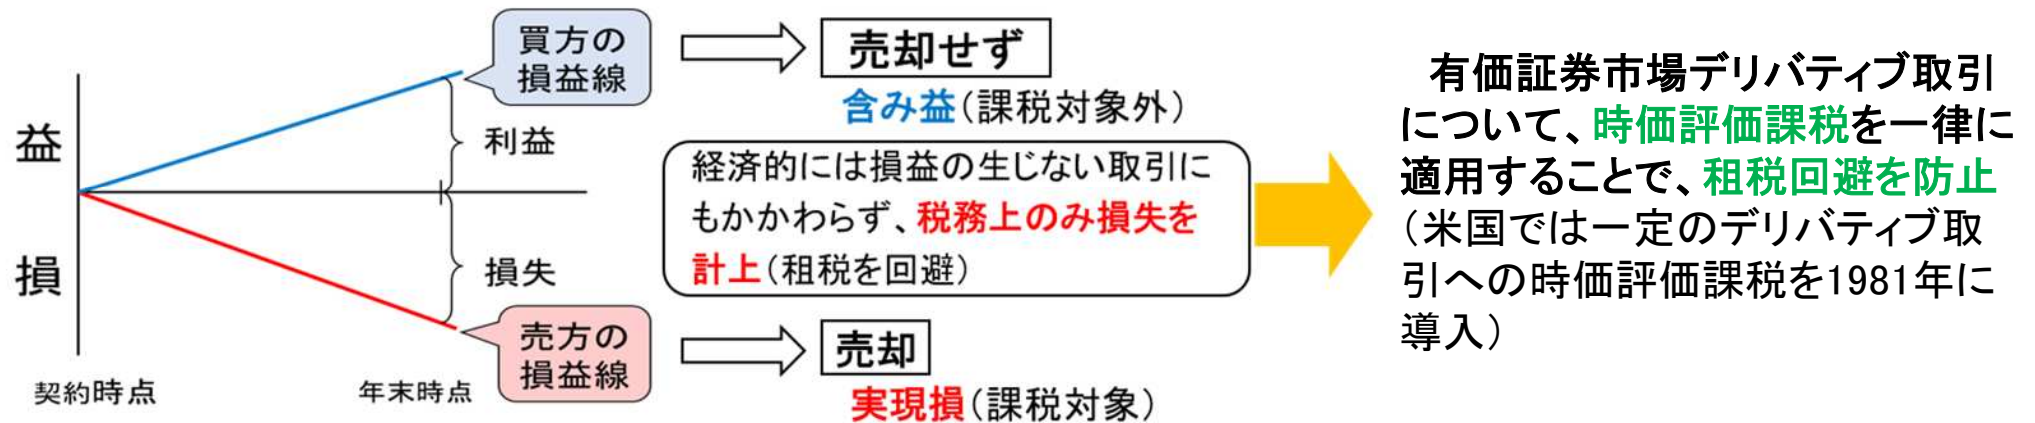 益
損
契約時点
年末時点
利益
損失
買方の
損益線
売方の
損益線
売却せず
含み益（課税対象外）
経済的には損益の生じない取引に
もかかわらず、税務上のみ損失を
計上（租税を回避）
売却
実現損（課税対象）
有価証券市場デリバティブ取引
について、時価評価課税を一律に
適用することで、租税回避を防止
（米国では一定のデリバティブ取
引への時価評価課税を1981年に
導入）